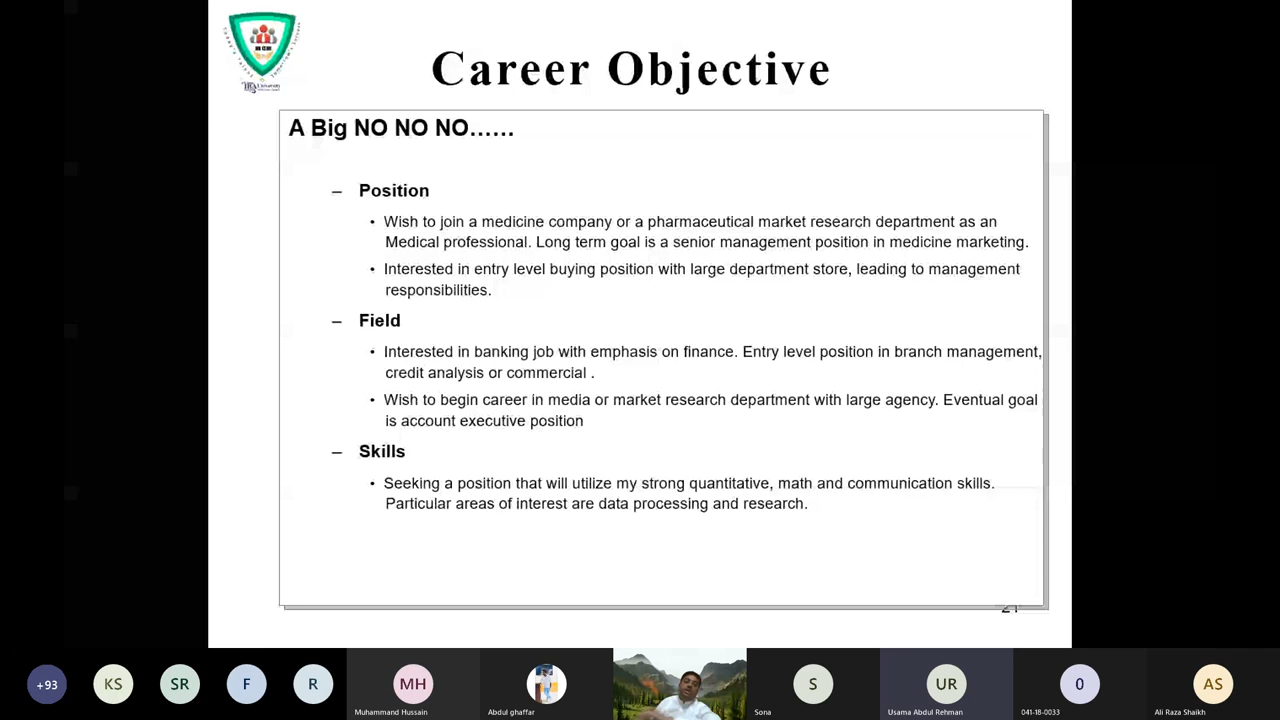 Career Objective
A Big NO NO NO……
– Position
• Wish to join a medicine company or a pharmaceutical market research department as an
Medical professional. Long term goal is a senior management position in medicine marketing.
• Interested in entry level buying position with large department store, leading to management
responsibilities.
– Field
• Interested in banking job with emphasis on finance. Entry level position in branch management,
credit analysis or commercial .
• Wish to begin career in media or market research department with large agency. Eventual goal
is account executive position
– Skills
• Seeking a position that will utilize my strong quantitative, math and communication skills.
Particular areas of interest are data processing and research.
+93
KS
SR
F
R
MH
S
UR
0
AS
Muhammand Hussain
Abdul ghaffar
Sona
Usama Abdul Rehman
041-18-0033
Ali Raza Shaikh